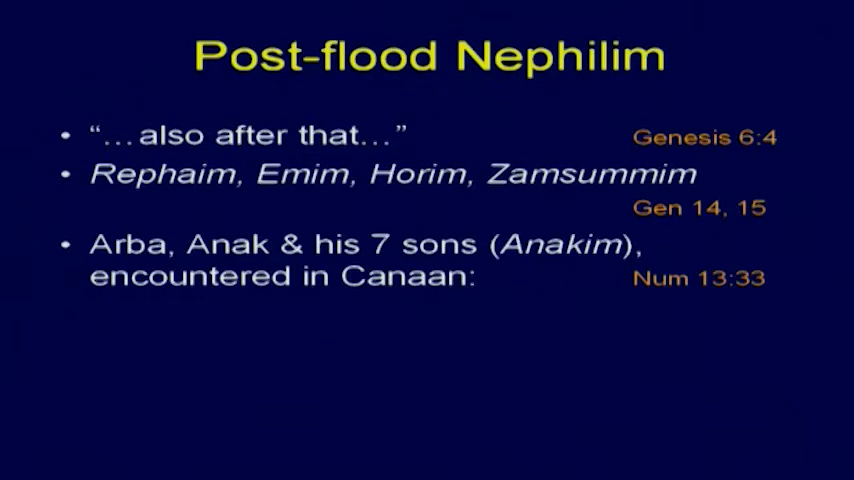 Post-flood Nephilim
• “…also after that…” Genesis 6:4
• Rephaim, Emim, Horim, Zamsummim
Gen 14, 15
• Arba, Anak & his 7 sons (Anakim),
encountered in Canaan: Num 13:33